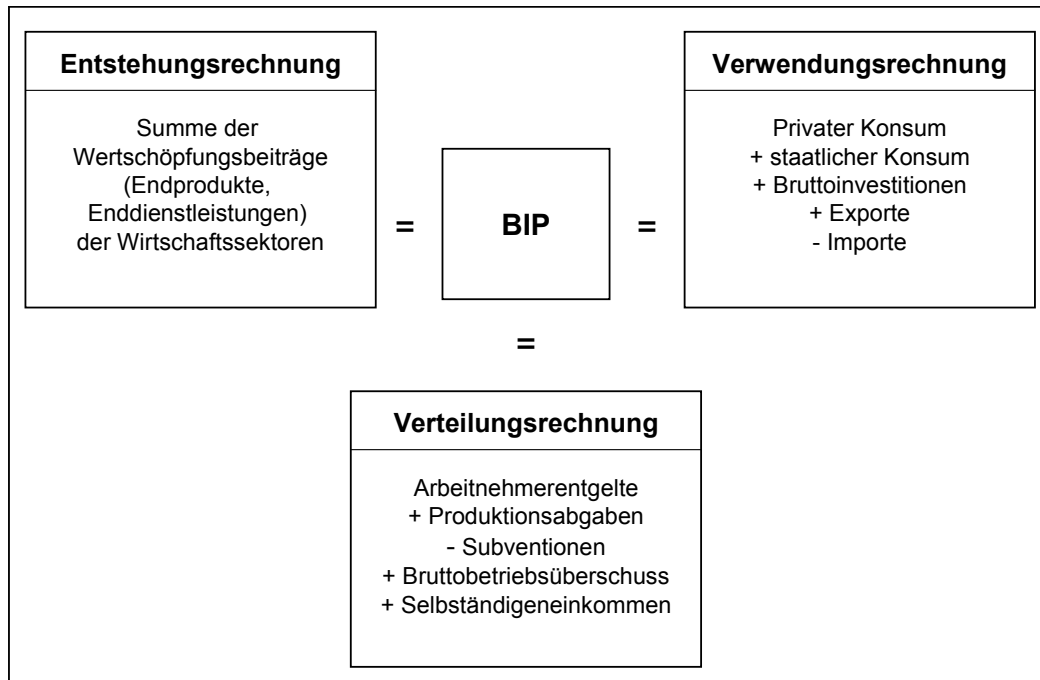 Entstehungsrechnung
Summe der
Wertschöpfungsbeiträge
(Endprodukte,
Enddienstleistungen)
der Wirtschaftssektoren
=
BIP
=
Verwendungsrechnung
Privater Konsum
+ staatlicher Konsum
+ Bruttoinvestitionen
+ Exporte
- Importe
=
Verteilungsrechnung
Arbeitnehmerentgelte
+ Produktionsabgaben
- Subventionen
+ Bruttobetriebsüberschuss
+ Selbständigeneinkommen